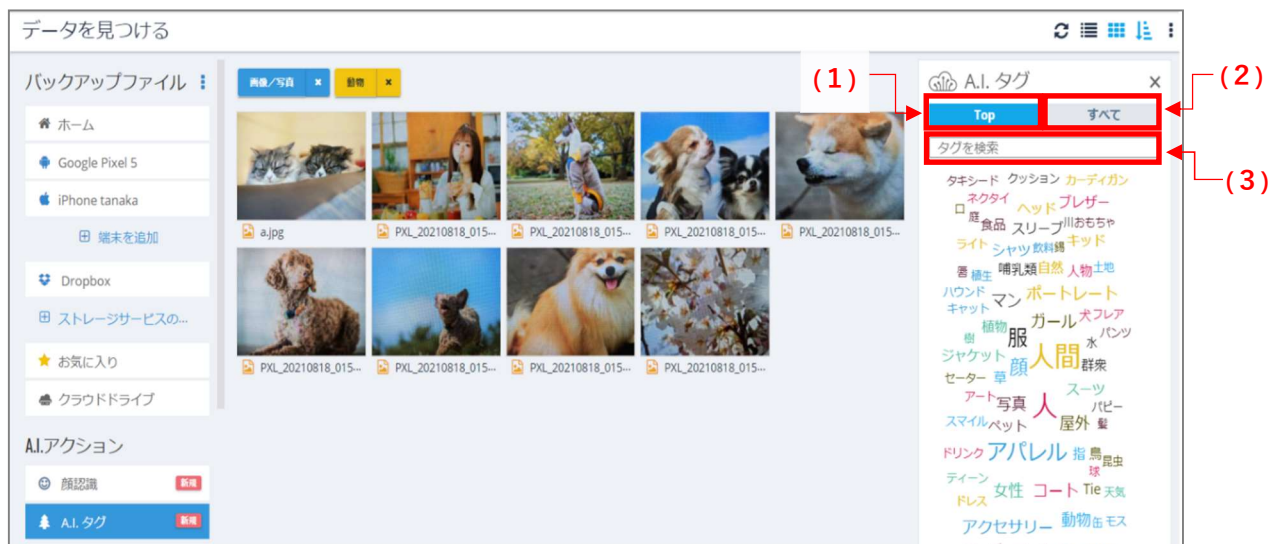 データを見つける
バックアップファイル
ホーム
Google Pixel 5
iPhone tanaka
端末を追加
Dropbox
ストレージサービスの...
お気に入り
クラウドドライブ
A.I.アクション
顔認識 新規
A.I. タグ 新規
画像/写真 × 動物 ×
a.jpg PXL_20210818_015... PXL_20210818_015... PXL_20210818_015... PXL_20210818_015...
PXL_20210818_015... PXL_20210818_015... PXL_20210818_015... PXL_20210818_015...
(1)
(2)
(3)
A.I. タグ ×
Top すべて
タグを検索
タキシード クッション カーディガン
ネクタイ ヘッド ブレザー
口 庭 食品 スリーブ 川 おもちゃ
ライト シャツ 飲料 綿 キッド
唇 植生 哺乳類 自然 人物 土地
ハウンド マン ポートレート
キャット 植物 ガール 犬 フレア
樹 服 水 パンツ
ジャケット 顔 人間 群衆
セーター 草 スーツ
アート 写真 人 パピー
スマイル ペット 屋外 髪
ドリンク アパレル 指 鳥 昆虫
ティーン 球
ドレス 女性 コート Tie 天気
アクセサリー 動物 缶 モス